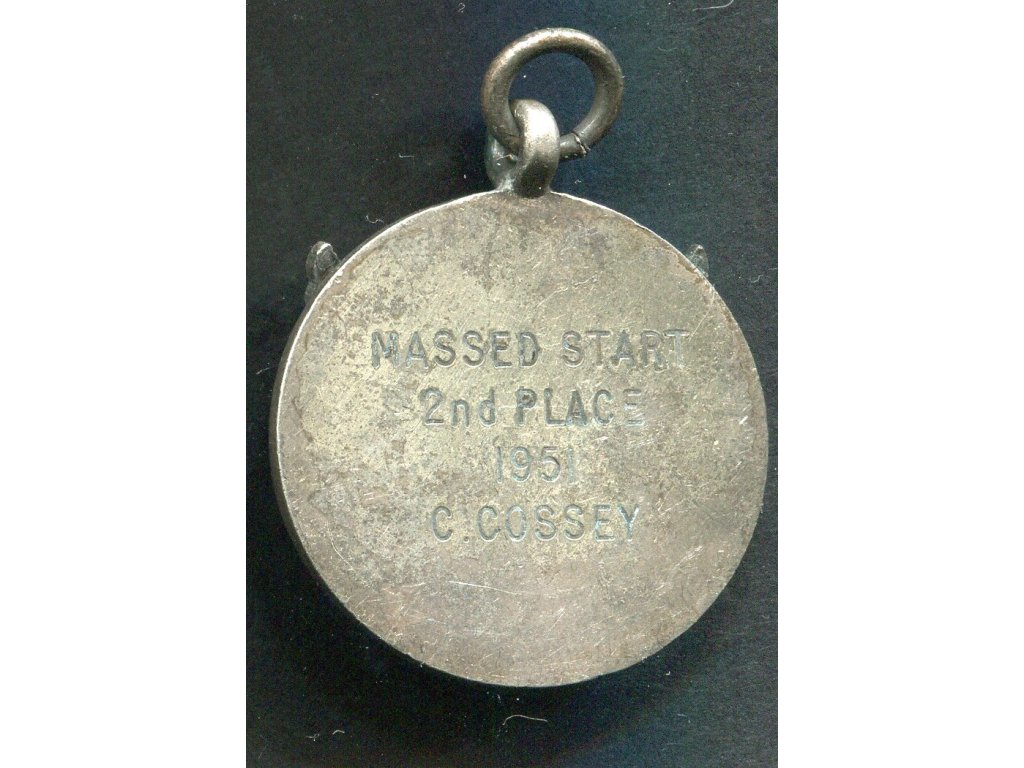 MASSED START
2nd PLACE
1951
C. COSSEY